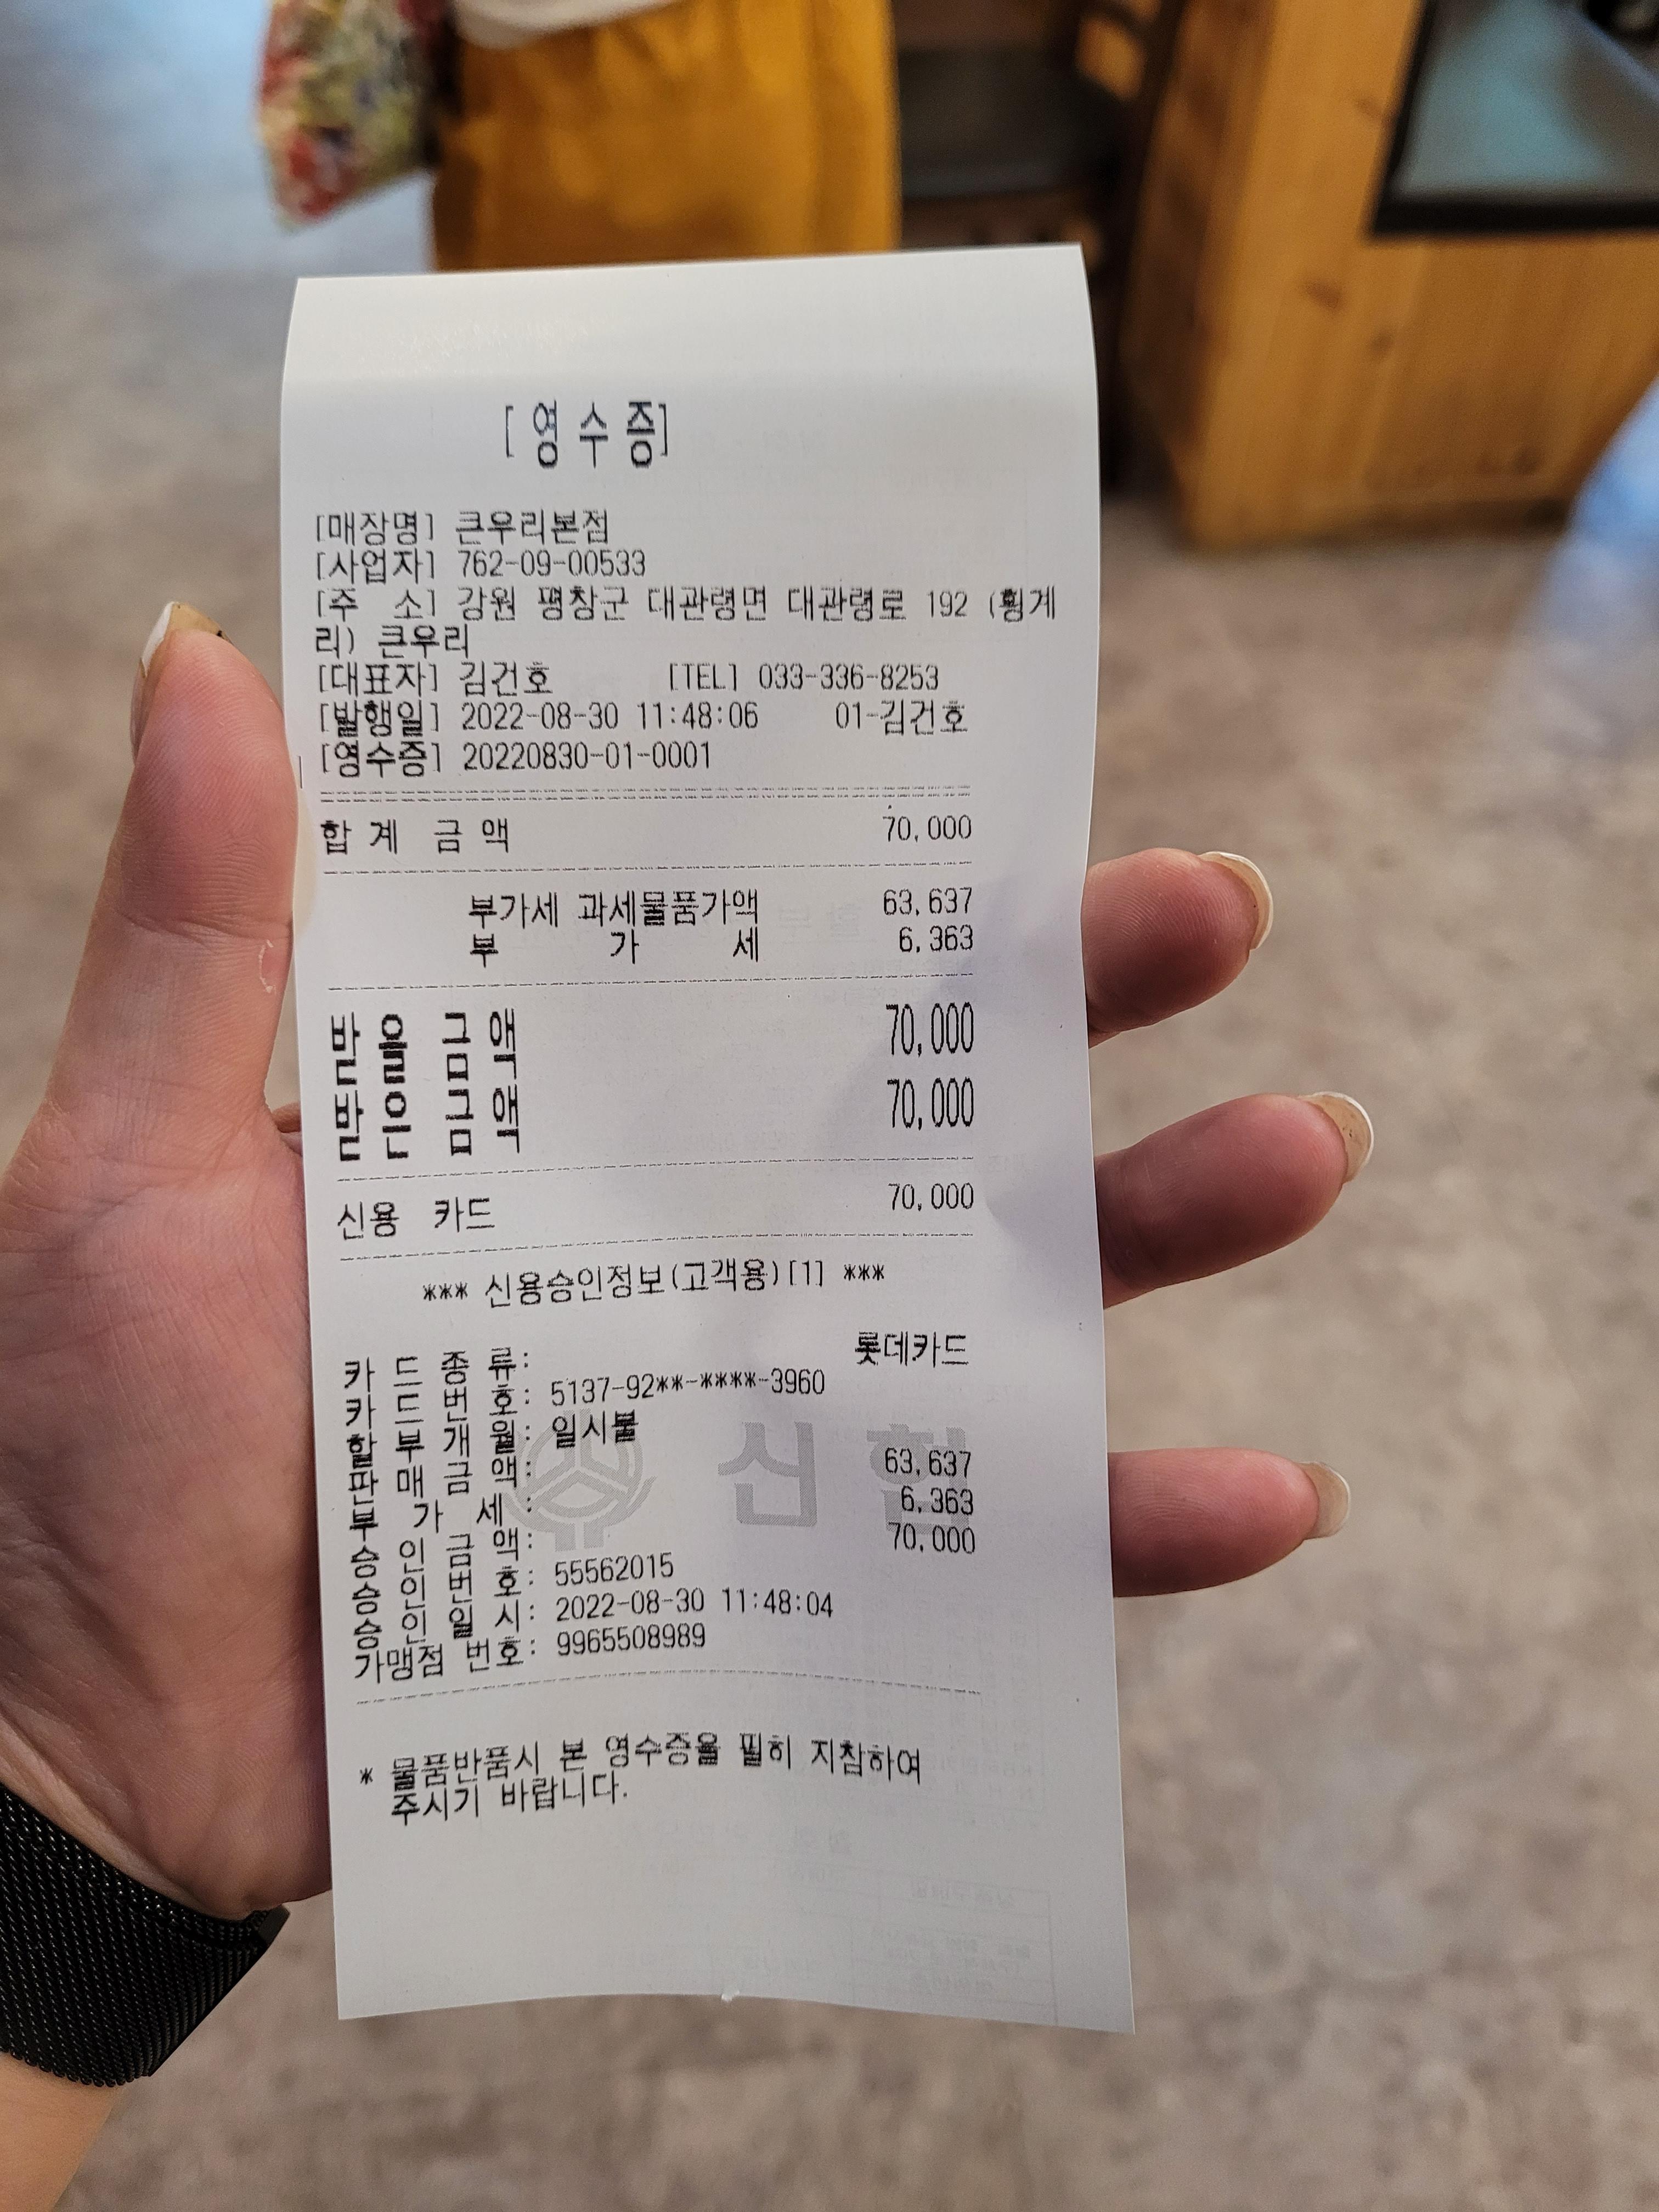 [영수증]
[매장명] 큰우리본점
[사업자] 762-09-00533
[주 소] 강원 평창군 대관령면 대관령로 192 (횡계
리) 큰우리
[대표자] 김건호 [TEL] 033-336-8253
[발행일] 2022-08-30 11:48:06 01-김건호
[영수증] 20220830-01-0001
합 계 금 액 70,000
부가세 과세물품가액 63,637
부 가 세 6,363
받 을 금 액 70,000
받 은 금 액 70,000
신용 카드 70,000
*** 신용승인정보(고객용)[1] ***
카 드 종 류: 롯데카드
카 드 번 호: 5137-92**-****-3960
할 부 개 월: 일시불
판 매 금 액: 63,637
부 가 세 : 6,363
승 인 금 액: 70,000
승 인 번 호: 55562015
승 인 일 시: 2022-08-30 11:48:04
가맹점 번호: 9965508989
신협
* 물품반품시 본 영수증을 필히 지참하여
주시기 바랍니다.